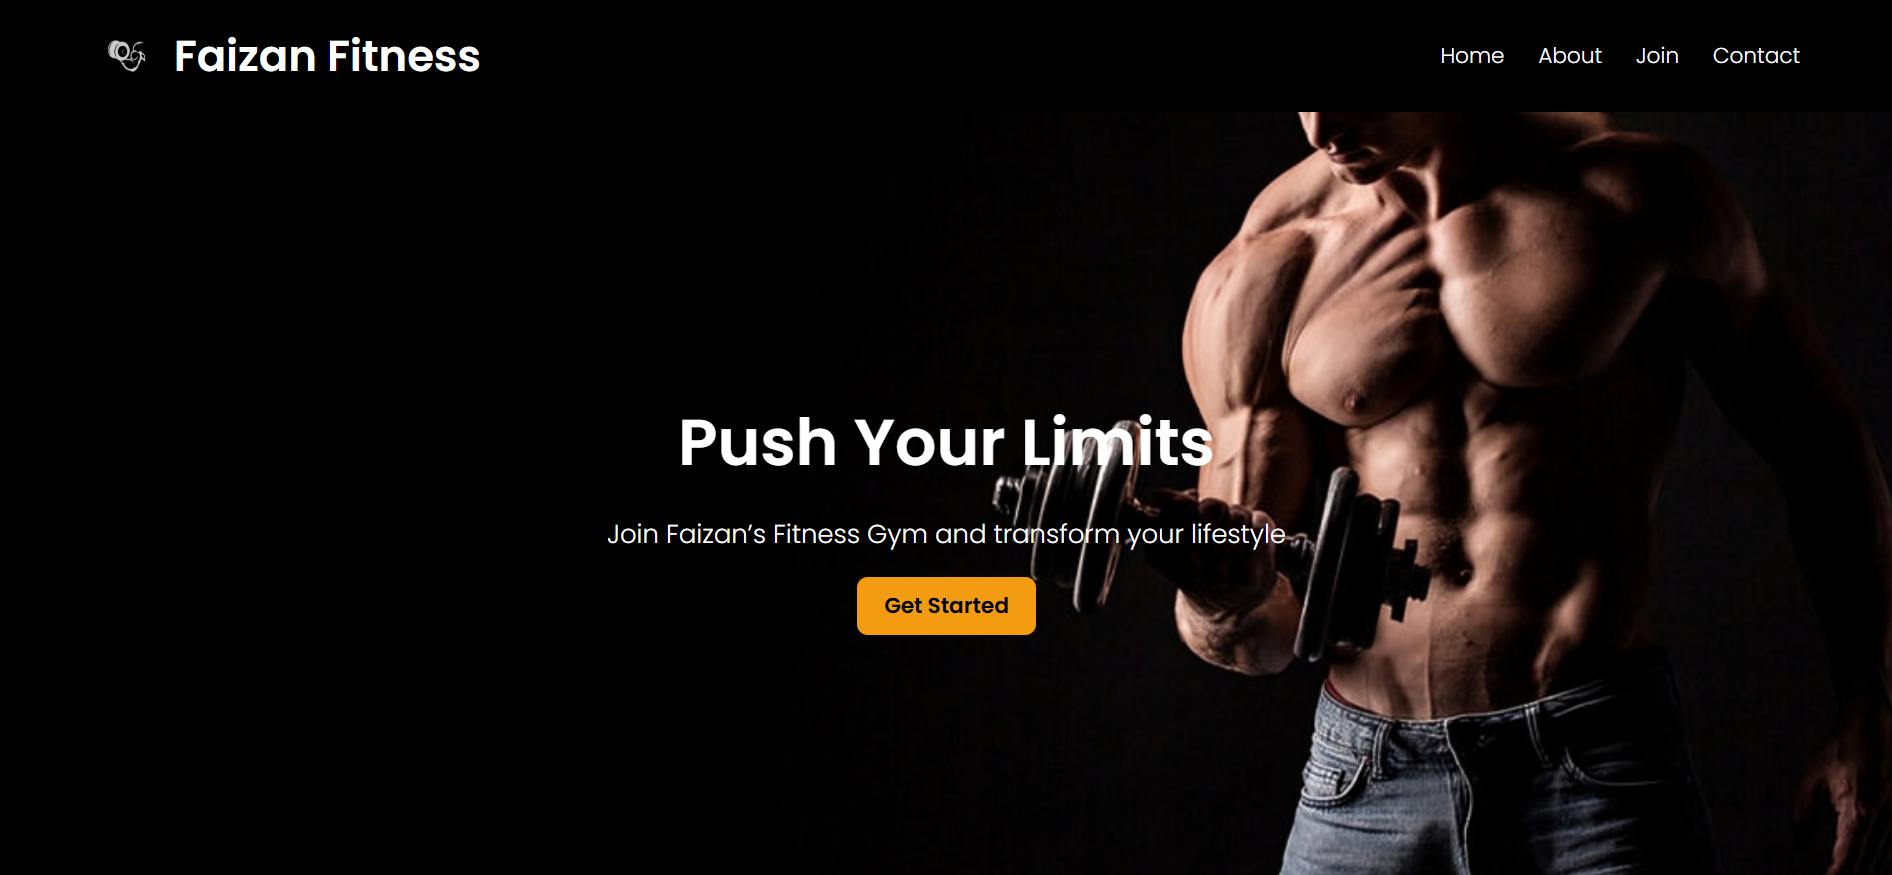 Faizan Fitness
Home About Join Contact
Push Your Limits
Join Faizan’s Fitness Gym and transform your lifestyle
Get Started